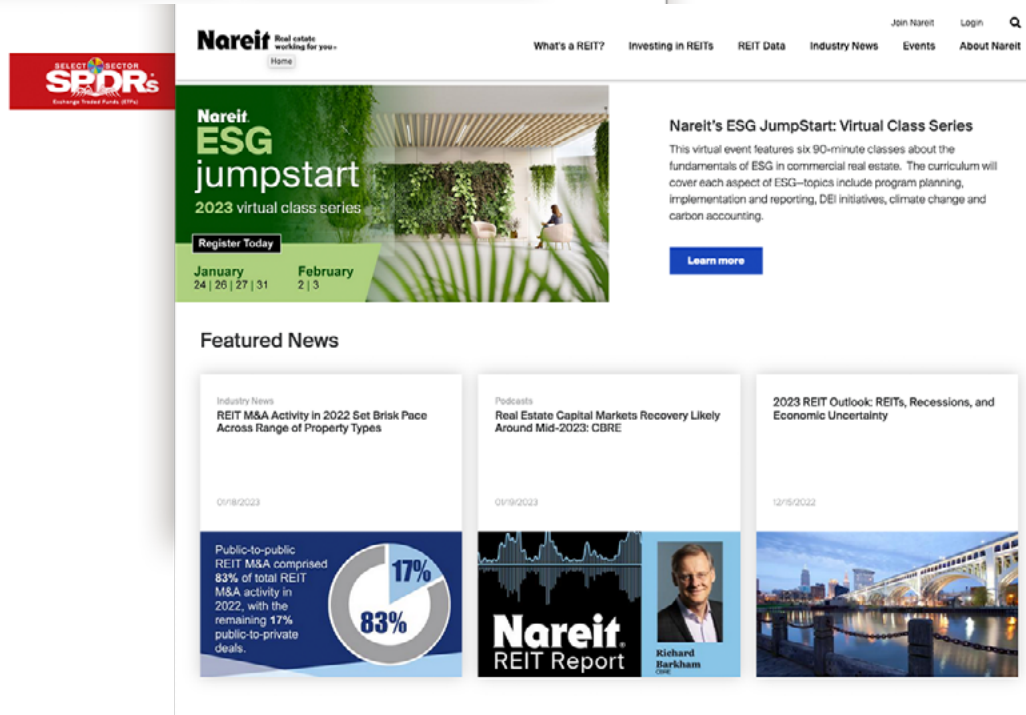 Join Nareit Login
Nareit Real estate
working for you®
Home
What's a REIT? Investing in REITs REIT Data Industry News Events About Nareit
SELECT SECTOR
SPDRs
Exchange Traded Funds (ETFs)
Nareit
ESG
jumpstart
2023 virtual class series
Register Today
January
24 | 26 | 27 | 31
February
2 | 3
Nareit's ESG JumpStart: Virtual Class Series
This virtual event features six 90-minute classes about the
fundamentals of ESG in commercial real estate. The curriculum will
cover each aspect of ESG—topics include program planning,
implementation and reporting, DEI initiatives, climate change and
carbon accounting.
Learn more
Featured News
Industry News
REIT M&A Activity in 2022 Set Brisk Pace
Across Range of Property Types
01/18/2023
Public-to-public
REIT M&A comprised
83% of total REIT
M&A activity in
2022, with the
remaining 17%
public-to-private
deals.
17%
83%
Podcasts
Real Estate Capital Markets Recovery Likely
Around Mid-2023: CBRE
01/19/2023
Nareit®
REIT Report
Richard
Barkham
CBRE
2023 REIT Outlook: REITs, Recessions, and
Economic Uncertainty
12/15/2022